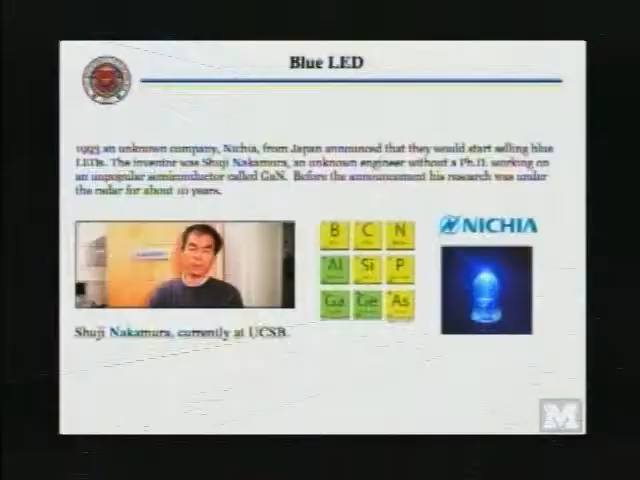 Blue LED
1993 an unknown company, Nichia, from Japan announced that they would start selling blue
LEDs. The inventor was Shuji Nakamura, an unknown engineer without a Ph.D. working on
an unpopular semiconductor called GaN. Before the announcement his research was under
the radar for about 10 years.
NICHIA
B C N
Al Si P
Ga Ge As
Shuji Nakamura, currently at UCSB.
M